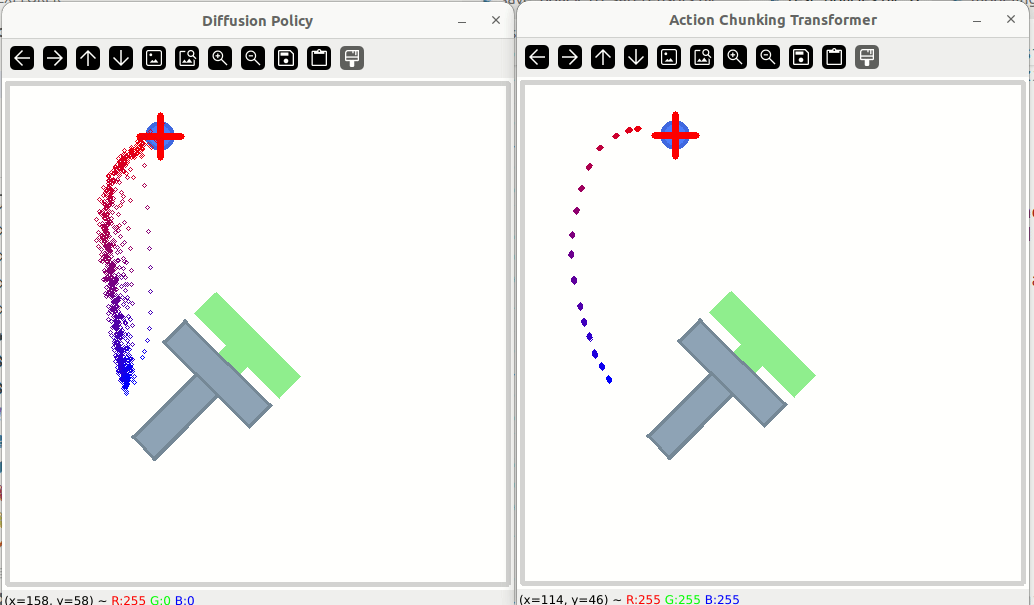 Diffusion Policy
Action Chunking Transformer
(x=158, y=58) ~ R:255 G:0 B:0
(x=114, y=46) ~ R:255 G:255 B:255